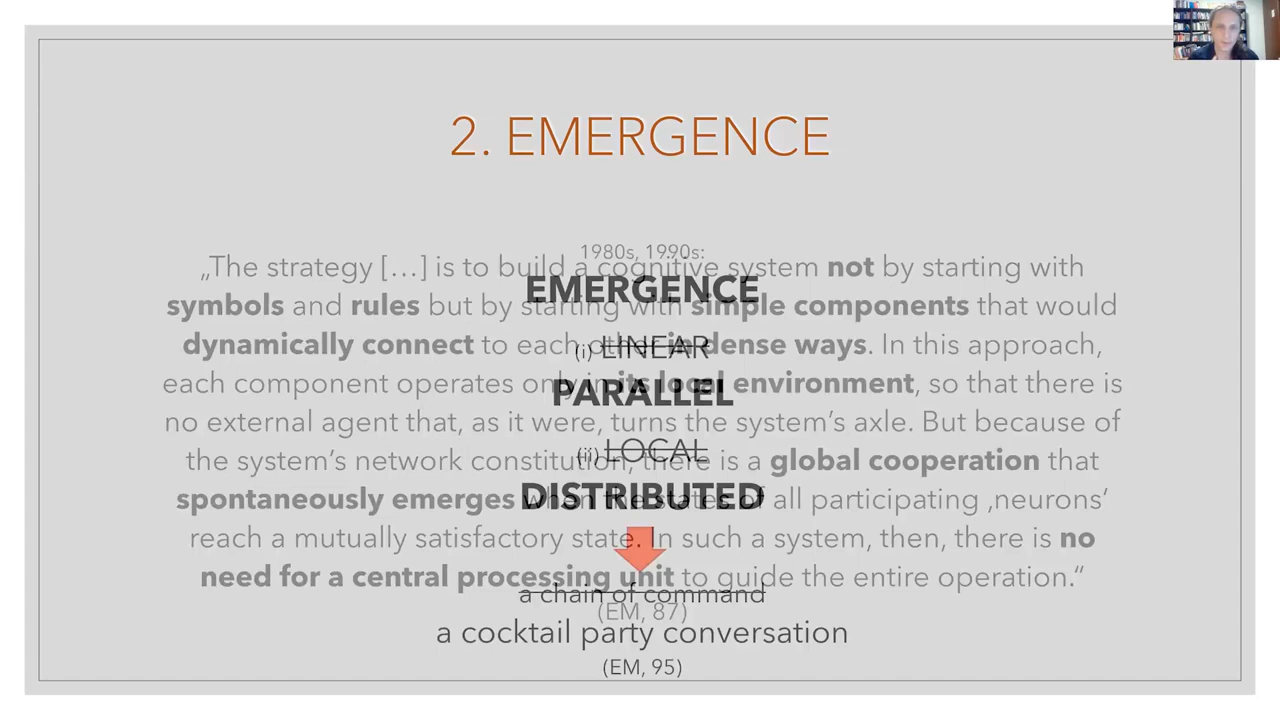 2. EMERGENCE
„The strategy […] is to build a cognitive system not by starting with
symbols and rules but by starting with simple components that would
dynamically connect to each other in dense ways. In this approach,
each component operates only in its local environment, so that there is
no external agent that, as it were, turns the system’s axle. But because of
the system’s network constitution, there is a global cooperation that
spontaneously emerges when the states of all participating ‚neurons’
reach a mutually satisfactory state. In such a system, then, there is no
need for a central processing unit to guide the entire operation.“
(EM, 87)
1980s, 1990s:
EMERGENCE
(i) LINEAR
PARALLEL
(ii) LOCAL
DISTRIBUTED
a chain of command
a cocktail party conversation
(EM, 95)